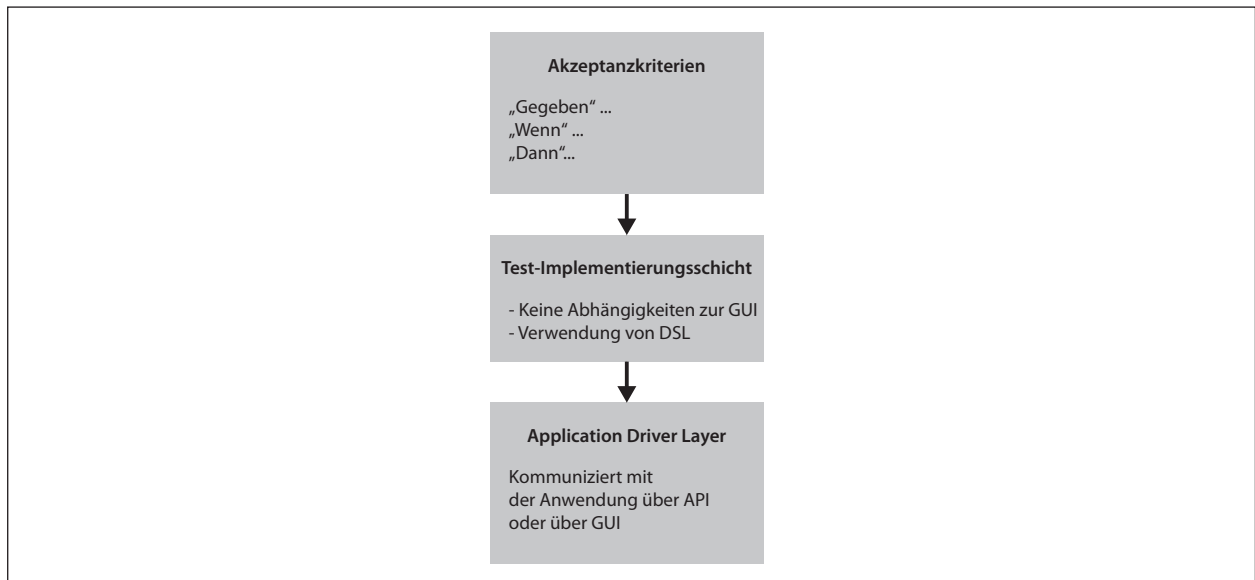 Akzeptanzkriterien
„Gegeben“ ...
„Wenn“ ...
„Dann“...
Test-Implementierungsschicht
- Keine Abhängigkeiten zur GUI
- Verwendung von DSL
Application Driver Layer
Kommuniziert mit
der Anwendung über API
oder über GUI